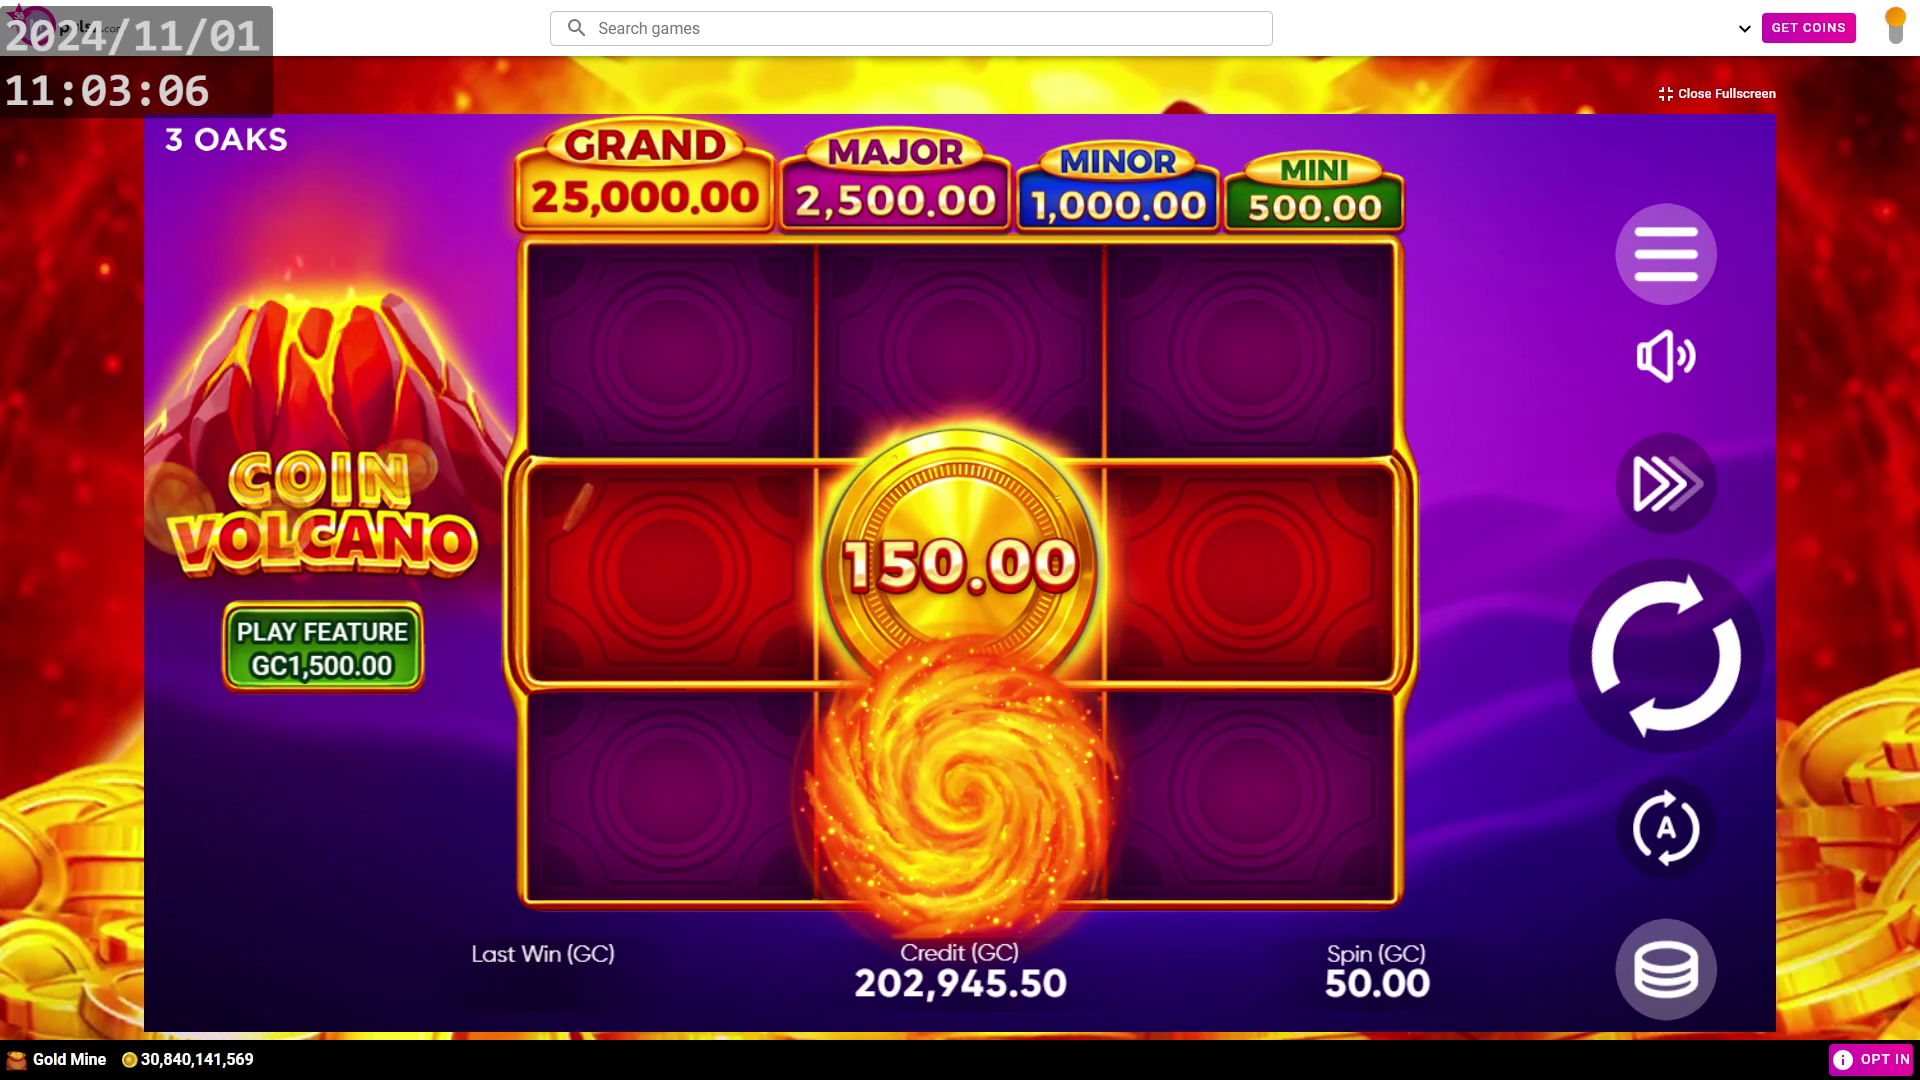 2024/11/01
11:03:06
Search games
GET COINS
Close Fullscreen
3 OAKS
GRAND
25,000.00
MAJOR
2,500.00
MINOR
1,000.00
MINI
500.00
COIN
VOLCANO
150.00
PLAY FEATURE
GC1,500.00
A
Last Win (GC)
Credit (GC)
202,945.50
Spin (GC)
50.00
Gold Mine
30,840,141,569
OPT IN